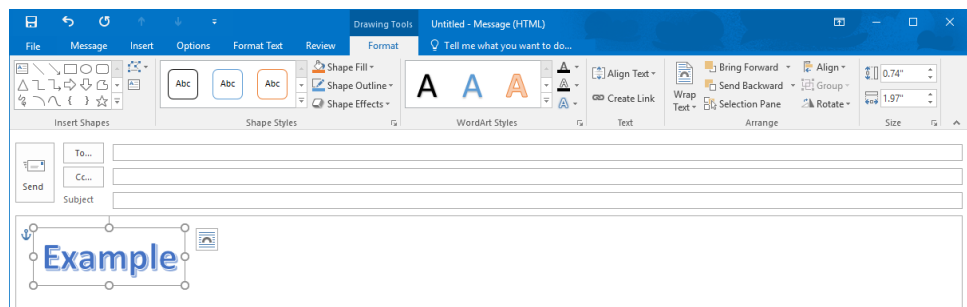 Drawing Tools Untitled - Message (HTML)
File Message Insert Options Format Text Review Format Tell me what you want to do...
Abc Abc Abc
Shape Fill
Shape Outline
Shape Effects
A A A
A
A
A
Align Text
Create Link
Wrap Text
Bring Forward
Send Backward
Selection Pane
Align
Group
Rotate
0.74"
1.97"
Insert Shapes Shape Styles WordArt Styles Text Arrange Size
Send
To...
Cc...
Subject
Example